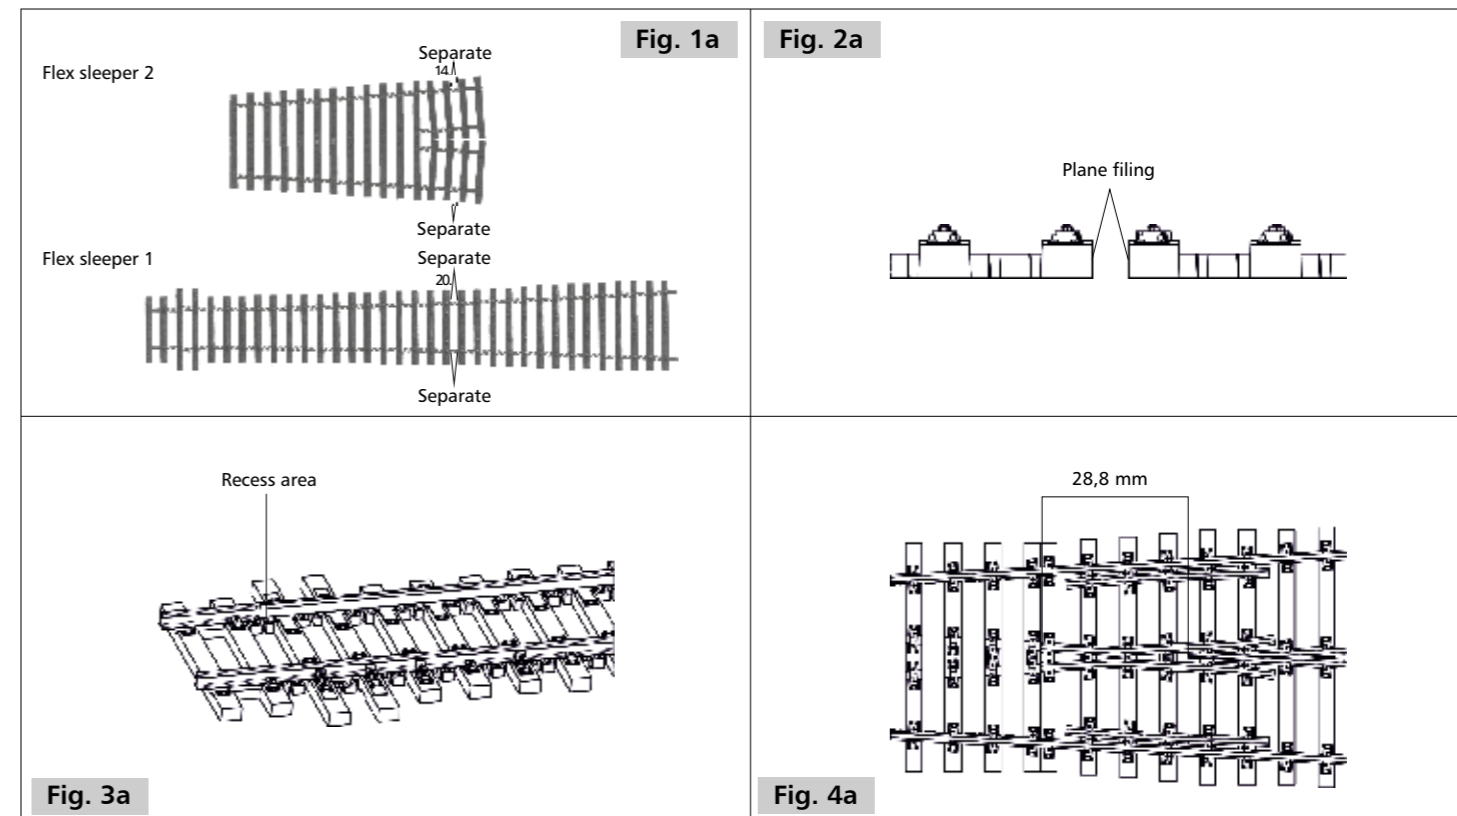 Fig. 1a
Flex sleeper 2
Separate
14.
Separate
Flex sleeper 1
Separate
20.
Separate
Fig. 2a
Plane filing
Recess area
Fig. 3a
28,8 mm
Fig. 4a